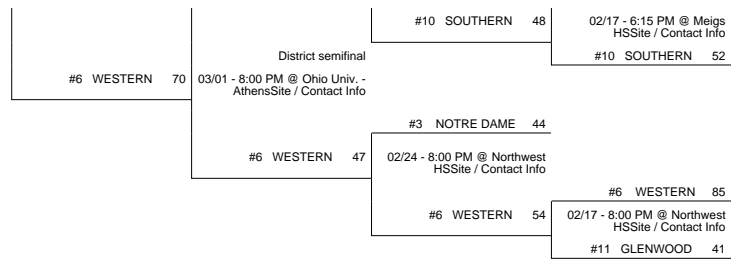 #10 SOUTHERN 48
02/17 - 6:15 PM @ Meigs
HSSite / Contact Info
District semifinal
#10 SOUTHERN 52
#6 WESTERN 70
03/01 - 8:00 PM @ Ohio Univ. -
AthensSite / Contact Info
#3 NOTRE DAME 44
#6 WESTERN 47
02/24 - 8:00 PM @ Northwest
HSSite / Contact Info
#6 WESTERN 85
#6 WESTERN 54
02/17 - 8:00 PM @ Northwest
HSSite / Contact Info
#11 GLENWOOD 41